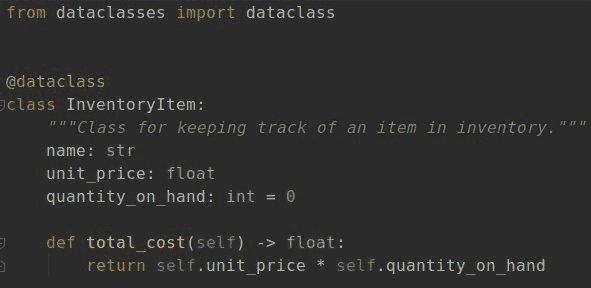 from dataclasses import dataclass
@dataclass
class InventoryItem:
    """Class for keeping track of an item in inventory."""
    name: str
    unit_price: float
    quantity_on_hand: int = 0
    def total_cost(self) -> float:
        return self.unit_price * self.quantity_on_hand